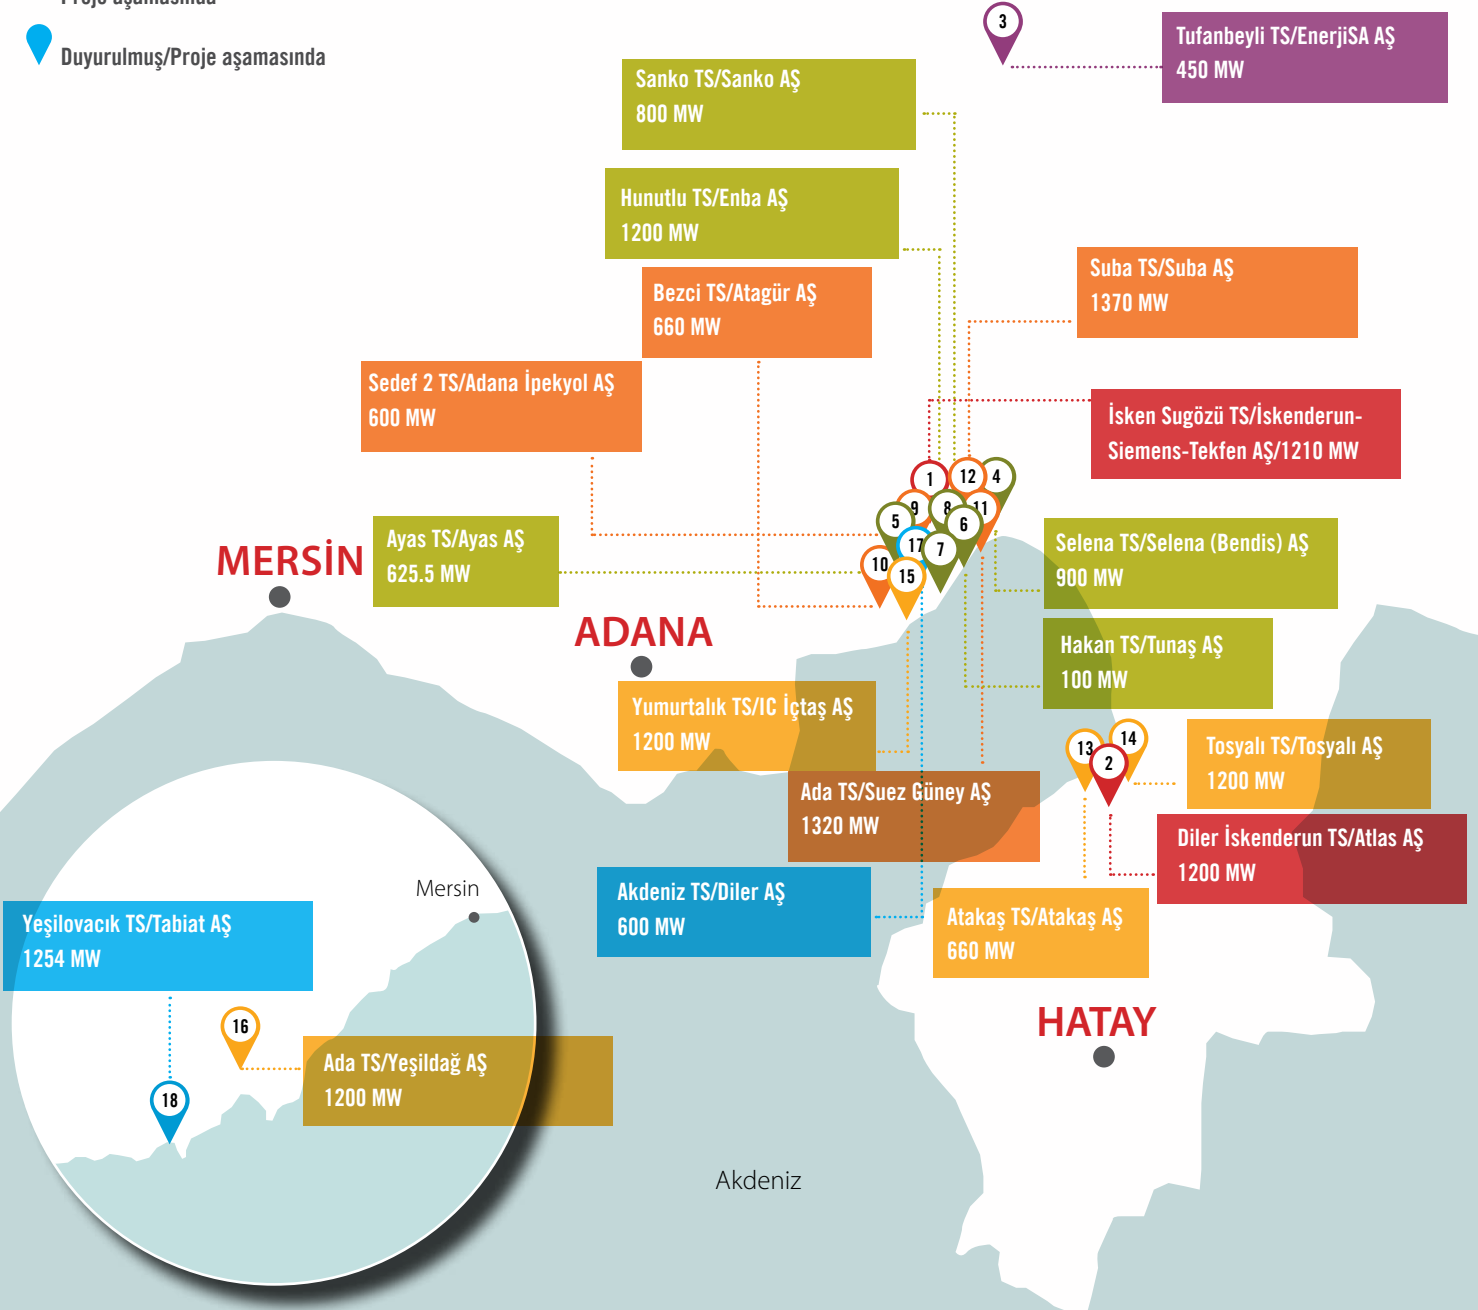 Proje aşamasında
Duyurulmuş/Proje aşamasında
3
Tufanbeyli TS/EnerjiSA AŞ
450 MW
Sanko TS/Sanko AŞ
800 MW
Hunutlu TS/Enba AŞ
1200 MW
Suba TS/Suba AŞ
1370 MW
Bezci TS/Atagür AŞ
660 MW
Sedef 2 TS/Adana İpekyol AŞ
600 MW
İsken Sugözü TS/İskenderun-
Siemens-Tekfen AŞ/1210 MW
1
12
4
9
8
11
5
6
17
7
10
15
Ayas TS/Ayas AŞ
625.5 MW
MERSİN
Selena TS/Selena (Bendis) AŞ
900 MW
ADANA
Hakan TS/Tunaş AŞ
100 MW
Yumurtalık TS/IC İçtaş AŞ
1200 MW
13
14
2
Tosyalı TS/Tosyalı AŞ
1200 MW
Ada TS/Suez Güney AŞ
1320 MW
Diler İskenderun TS/Atlas AŞ
1200 MW
Akdeniz TS/Diler AŞ
600 MW
Atakaş TS/Atakaş AŞ
660 MW
Mersin
Yeşilovacık TS/Tabiat AŞ
1254 MW
HATAY
16
Ada TS/Yeşildağ AŞ
1200 MW
18
Akdeniz